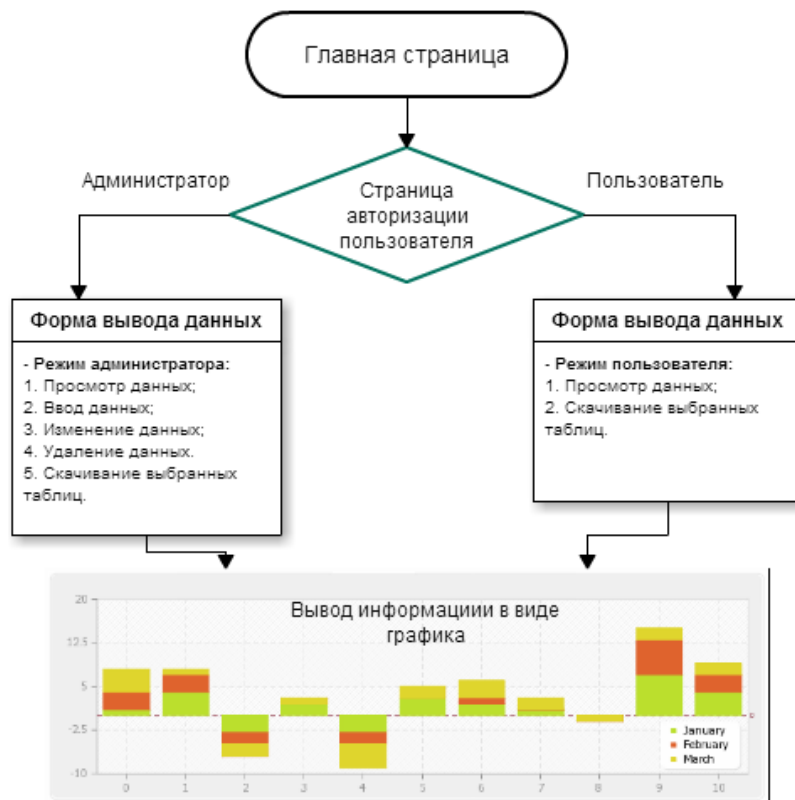 Главная страница
Администратор
Пользователь
Страница
авторизации
пользователя
Форма вывода данных
- Режим администратора:
1. Просмотр данных;
2. Ввод данных;
3. Изменение данных;
4. Удаление данных.
5. Скачивание выбранных
таблиц.
Форма вывода данных
- Режим пользователя:
1. Просмотр данных;
2. Скачивание выбранных
таблиц.
Вывод информациии в виде
графика
20
12.5
5
-2.5
-10
0
January
February
March
0 1 2 3 4 5 6 7 8 9 10